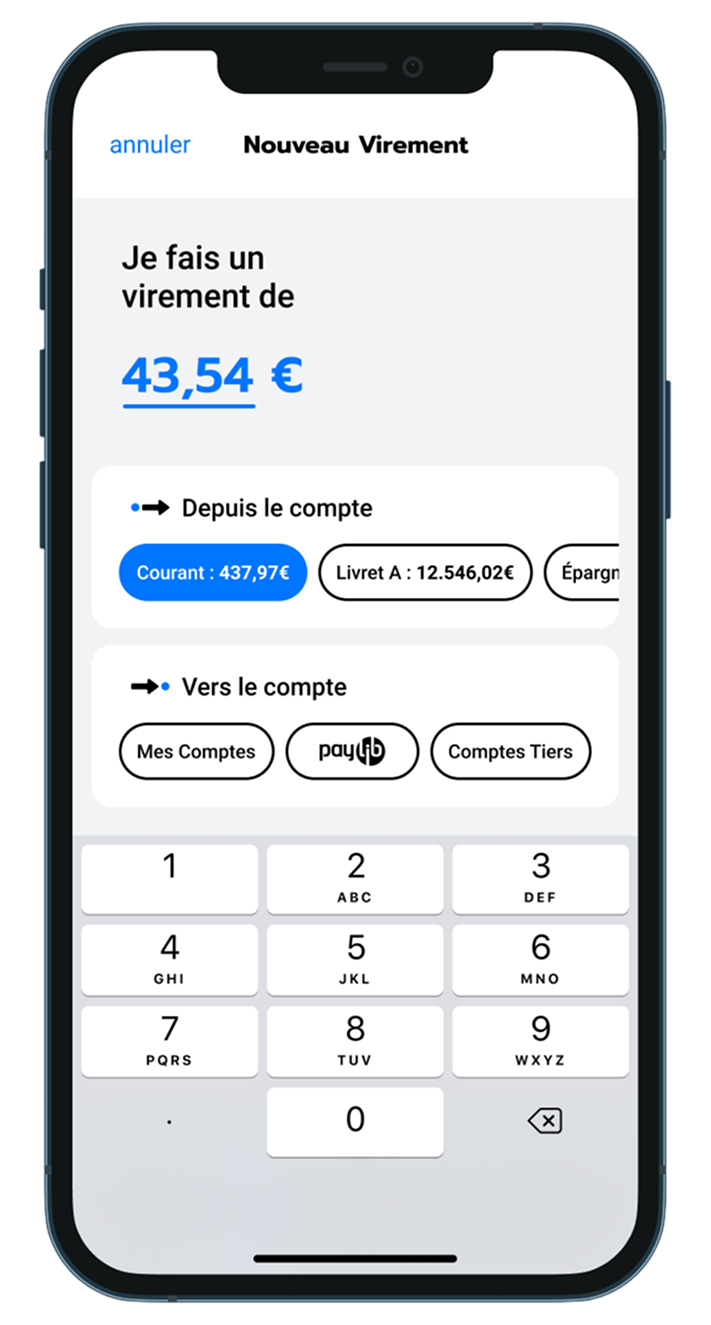 annuler Nouveau Virement
Je fais un
virement de
43,54 €
Depuis le compte
Courant : 437,97€ Livret A : 12.546,02€ Épargn
Vers le compte
Mes Comptes paylib Comptes Tiers
1 2 3
ABC DEF
4 5 6
GHI JKL MNO
7 8 9
PQRS TUV WXYZ
. 0